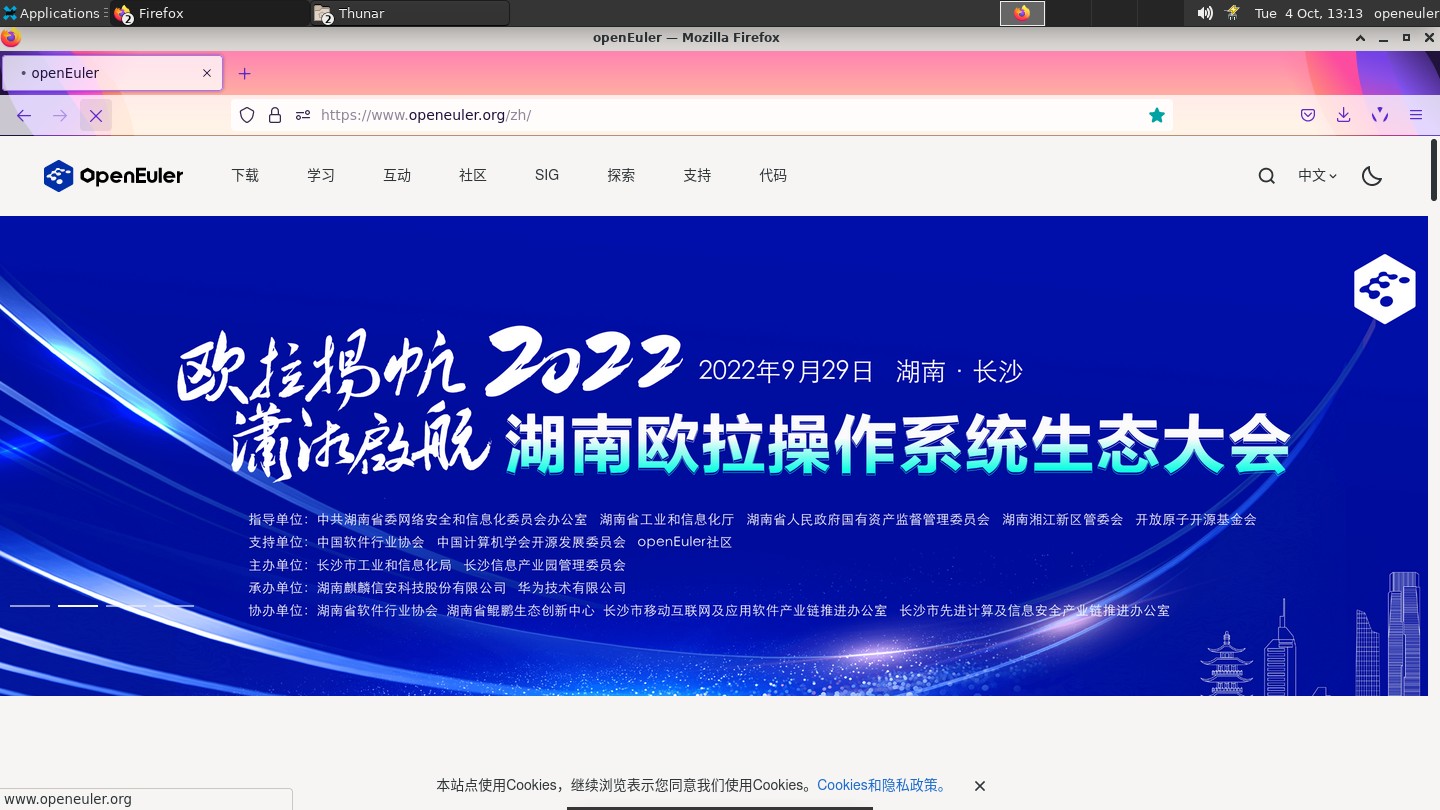 Applications
2 Firefox
2 Thunar
Tue 4 Oct, 13:13 openeuler
openEuler — Mozilla Firefox
• openEuler
https://www.openeuler.org/zh/
OpenEuler
下载 学习 互动 社区 SIG 探索 支持 代码
中文
欧拉扬帆 2022 2022年9月29日 湖南 · 长沙
潇湘启航 湖南欧拉操作系统生态大会
指导单位：中共湖南省委网络安全和信息化委员会办公室 湖南省工业和信息化厅 湖南省人民政府国有资产监督管理委员会 湖南湘江新区管委会 开放原子开源基金会
支持单位：中国软件行业协会 中国计算机学会开源发展委员会 openEuler社区
主办单位：长沙市工业和信息化局 长沙信息产业园管理委员会
承办单位：湖南麒麟信安科技股份有限公司 华为技术有限公司
协办单位：湖南省软件行业协会 湖南省鲲鹏生态创新中心 长沙市移动互联网及应用软件产业链推进办公室 长沙市先进计算及信息安全产业链推进办公室
本站点使用Cookies，继续浏览表示您同意我们使用Cookies。Cookies和隐私政策。
www.openeuler.org